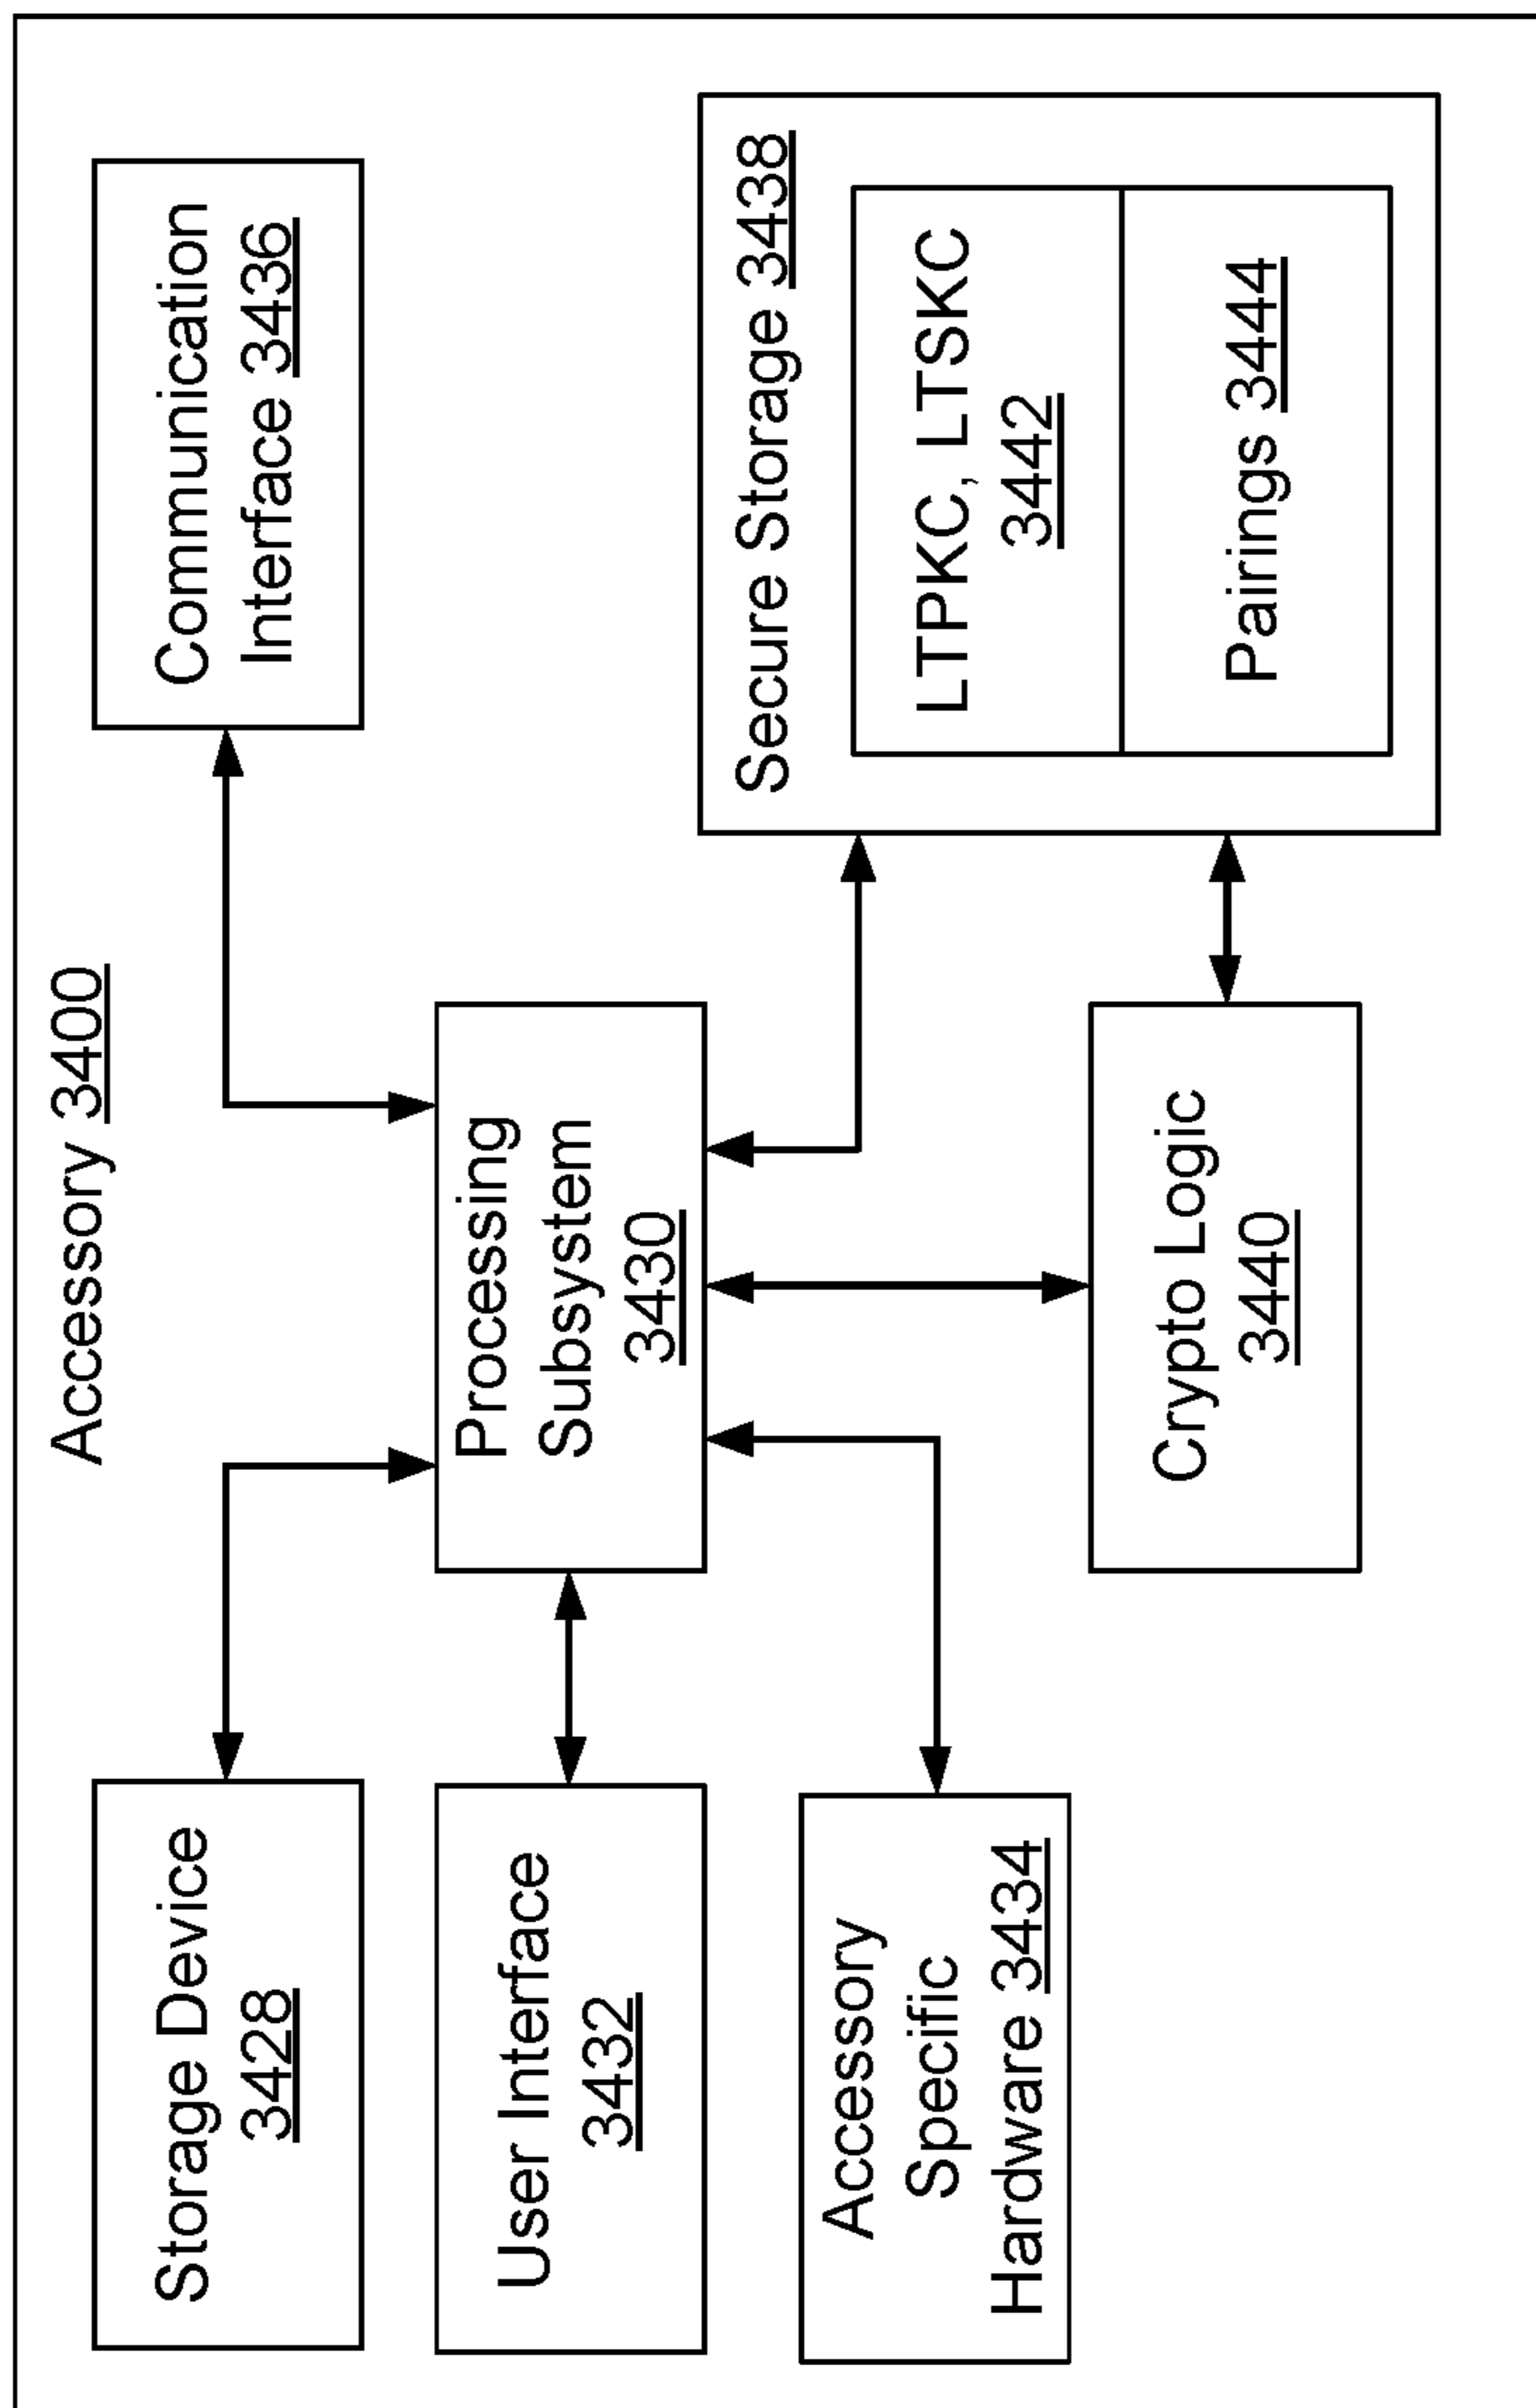 Accessory 3400
Storage Device
3428
Communication
Interface 3436
User Interface
3432
Processing
Subsystem
3430
Accessory
Specific
Hardware 3434
Secure Storage 3438
LTPKC, LTSKC
3442
Pairings 3444
Crypto Logic
3440